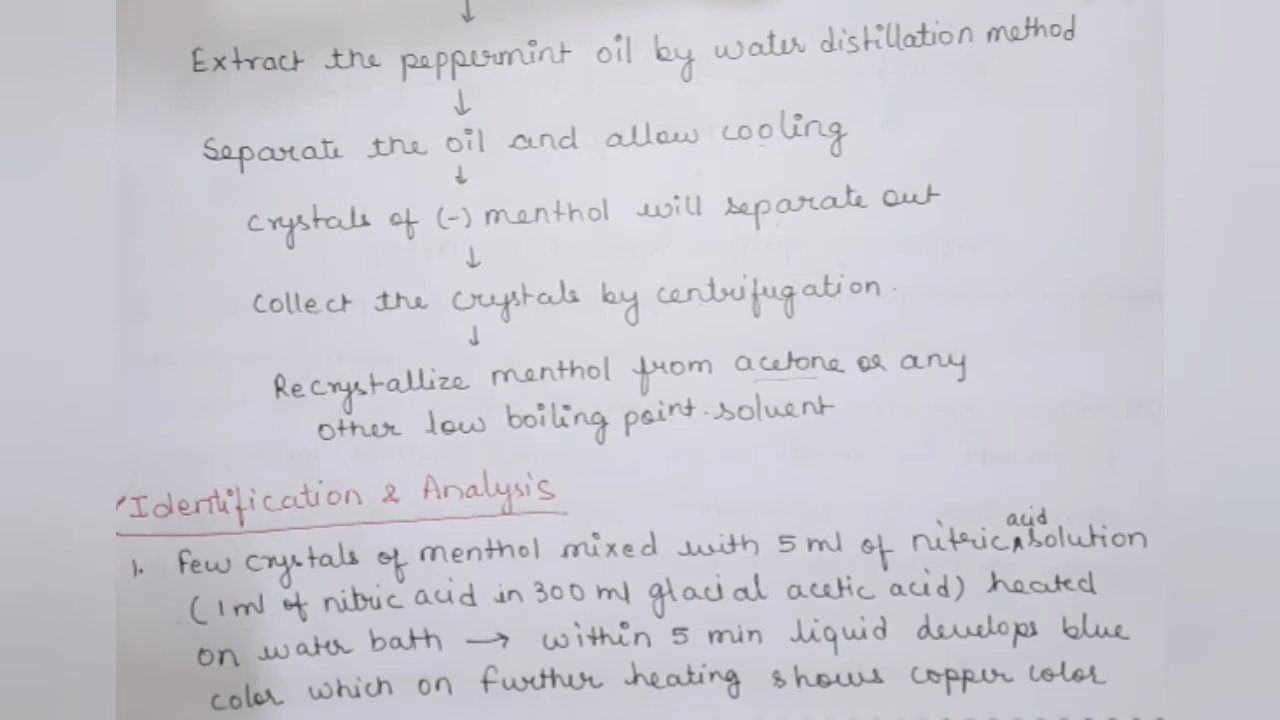 ↓
Extract the peppermint oil by water distillation method
↓
Separate the oil and allow cooling
↓
Crystals of (-) menthol will separate out
↓
Collect the crystals by centrifugation.
↓
Recrystallize menthol from acetone or any
other low boiling point solvent
Identification & Analysis
1. Few crystals of menthol mixed with 5 ml of nitric acid solution
(1 ml of nitric acid in 300 ml glacial acetic acid) heated
on water bath → within 5 min liquid develops blue
color which on further heating shows copper color